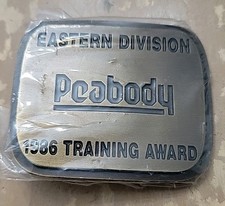 EASTERN DIVISION
Peabody
1986 TRAINING AWARD